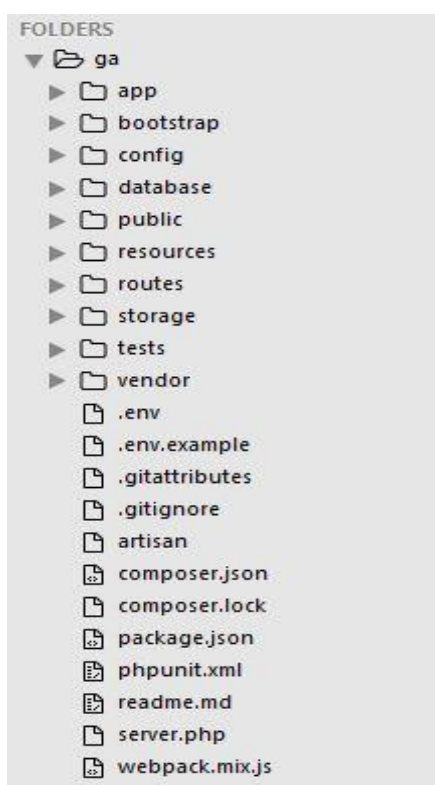 FOLDERS
ga
app
bootstrap
config
database
public
resources
routes
storage
tests
vendor
.env
.env.example
.gitattributes
.gitignore
artisan
composer.json
composer.lock
package.json
phpunit.xml
readme.md
server.php
webpack.mix.js